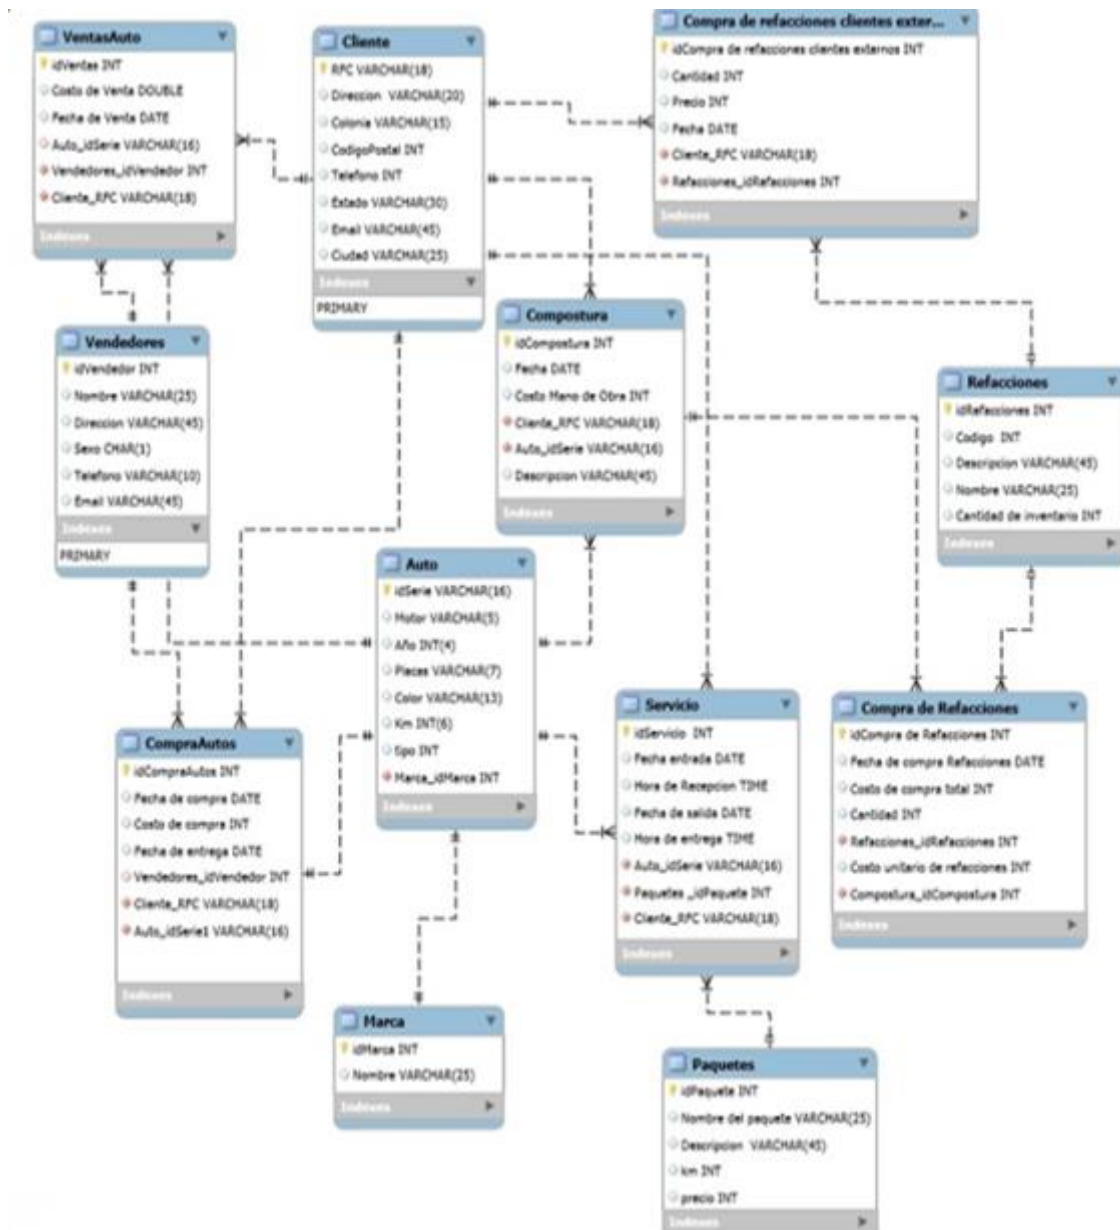 VentasAuto
idVentas INT
Costo de Venta DOUBLE
Fecha de Venta DATE
Auto_idSerie VARCHAR(16)
Vendedores_idVendedor INT
Cliente_RFC VARCHAR(18)
Indexes
Cliente
RFC VARCHAR(18)
Direccion VARCHAR(20)
Colonia VARCHAR(15)
CodigoPostal INT
Telefono INT
Estado VARCHAR(30)
Email VARCHAR(45)
Ciudad VARCHAR(25)
Indexes
PRIMARY
Compra de refacciones clientes exter...
idCompra de refacciones clientes externos INT
Cantidad INT
Precio INT
Fecha DATE
Cliente_RFC VARCHAR(18)
Refacciones_idRefacciones INT
Indexes
Vendedores
idVendedor INT
Nombre VARCHAR(25)
Direccion VARCHAR(45)
Sexo CHAR(1)
Telefono VARCHAR(10)
Email VARCHAR(45)
Indexes
PRIMARY
Compostura
idCompostura INT
Fecha DATE
Costo Mano de Obra INT
Cliente_RFC VARCHAR(18)
Auto_idSerie VARCHAR(16)
Descripcion VARCHAR(45)
Indexes
Refacciones
idRefacciones INT
Codigo INT
Descripcion VARCHAR(45)
Nombre VARCHAR(25)
Cantidad de inventario INT
Indexes
Auto
idSerie VARCHAR(16)
Motor VARCHAR(5)
Año INT(4)
Placas VARCHAR(7)
Color VARCHAR(13)
Km INT(6)
tipo INT
Marca_idMarca INT
Indexes
CompraAutos
idCompraAutos INT
Fecha de compra DATE
Costo de compra INT
Fecha de entrega DATE
Vendedores_idVendedor INT
Cliente_RFC VARCHAR(18)
Auto_idSerie1 VARCHAR(16)
Indexes
Servicio
idServicio INT
Fecha entrada DATE
Hora de Recepcion TIME
Fecha de salida DATE
Hora de entrega TIME
Auto_idSerie VARCHAR(16)
Paquetes _idPaquete INT
Cliente_RFC VARCHAR(18)
Indexes
Compra de Refacciones
idCompra de Refacciones INT
Fecha de compra Refacciones DATE
Costo de compra total INT
Cantidad INT
Refacciones_idRefacciones INT
Costo unitario de refacciones INT
Compostura_idCompostura INT
Indexes
Marca
idMarca INT
Nombre VARCHAR(25)
Indexes
Paquetes
idPaquete INT
Nombre del paquete VARCHAR(25)
Descripcion VARCHAR(45)
km INT
precio INT
Indexes